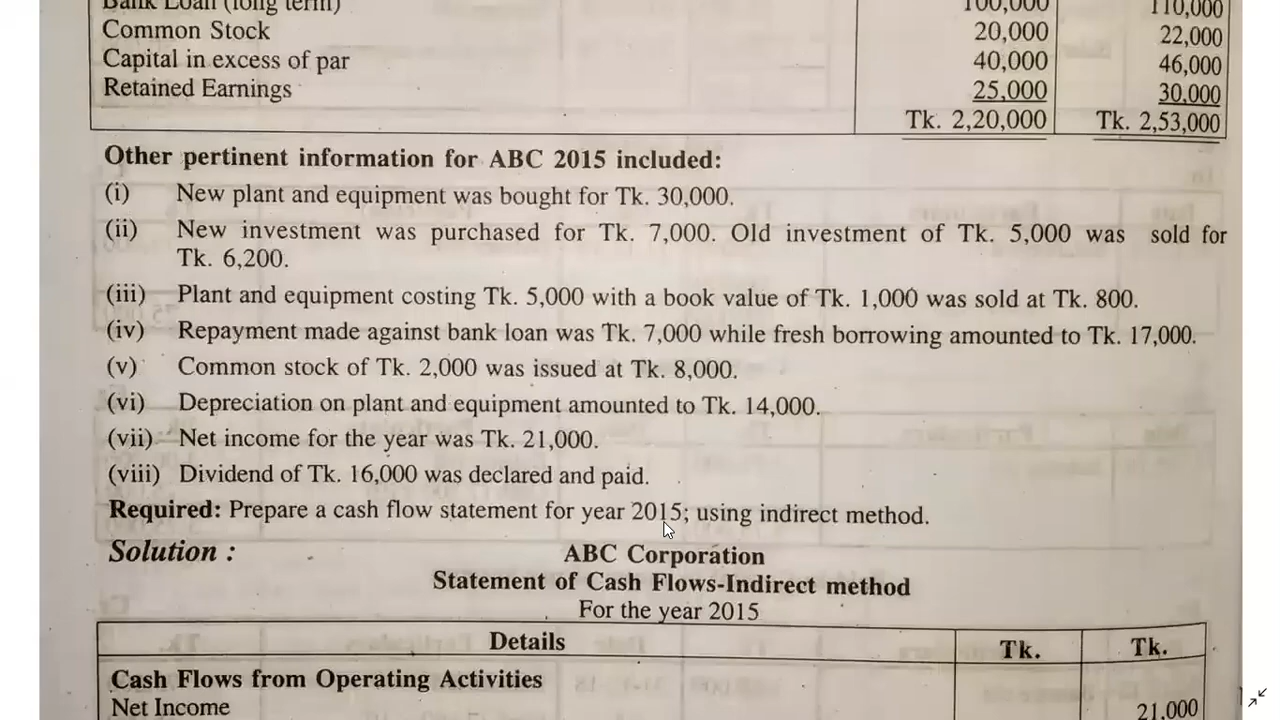 Bank Loan (long term) 100,000 110,000
Common Stock 20,000 22,000
Capital in excess of par 40,000 46,000
Retained Earnings 25,000 30,000
Tk. 2,20,000 Tk. 2,53,000
Other pertinent information for ABC 2015 included:
(i) New plant and equipment was bought for Tk. 30,000.
(ii) New investment was purchased for Tk. 7,000. Old investment of Tk. 5,000 was sold for
Tk. 6,200.
(iii) Plant and equipment costing Tk. 5,000 with a book value of Tk. 1,000 was sold at Tk. 800.
(iv) Repayment made against bank loan was Tk. 7,000 while fresh borrowing amounted to Tk. 17,000.
(v) Common stock of Tk. 2,000 was issued at Tk. 8,000.
(vi) Depreciation on plant and equipment amounted to Tk. 14,000.
(vii) Net income for the year was Tk. 21,000.
(viii) Dividend of Tk. 16,000 was declared and paid.
Required: Prepare a cash flow statement for year 2015; using indirect method.
Solution : ABC Corporation
Statement of Cash Flows-Indirect method
For the year 2015
Details Tk. Tk.
Cash Flows from Operating Activities
Net Income 21,000